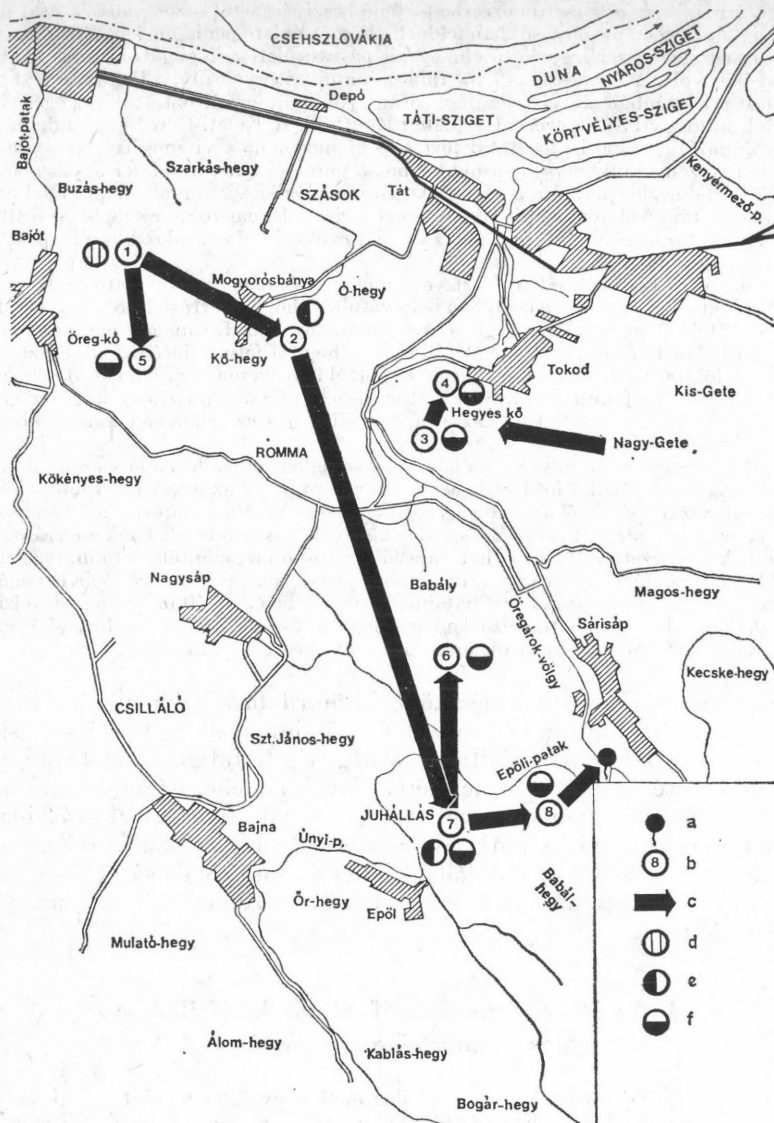 CSEHSZLOVÁKIA
DUNA
NYÁROS-SZIGET
Depó
TÁTI-SZIGET
KÖRTVÉLYES-SZIGET
Bajóti-patak
Szarkás-hegy
Buzás-hegy
SZÁSOK
Tát
Kenyérmező-p.
Bajót
1
Mogyorósbánya
Ó-hegy
2
Öreg-kő
5
Kő-hegy
4
Tokod
Kis-Gete
Hegyes kő
3
Nagy-Gete
ROMMA
Kökényes-hegy
Nagysáp
Babály
Öregárok-völgy
Magos-hegy
Sárisáp
6
Kecske-hegy
CSILLÁLÓ
Szt.János-hegy
Epöli-patak
JUHÁLLÁS
7
8
Bajna
Únyi-p.
Babál-hegy
Őr-hegy
Epöl
Mulató-hegy
Álom-hegy
Kablás-hegy
Bogár-hegy
a
8 b
c
d
e
f